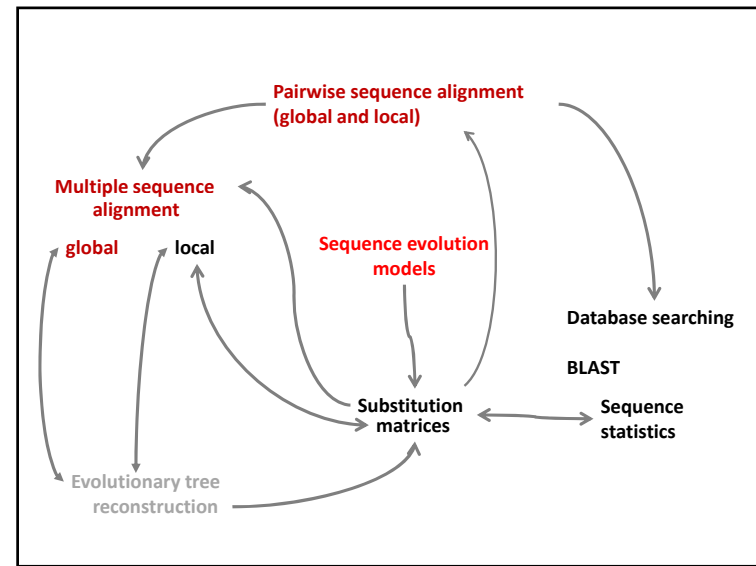 Pairwise sequence alignment
(global and local)
Multiple sequence
alignment
global
local
Sequence evolution
models
Database searching
BLAST
Substitution
matrices
Sequence
statistics
Evolutionary tree
reconstruction